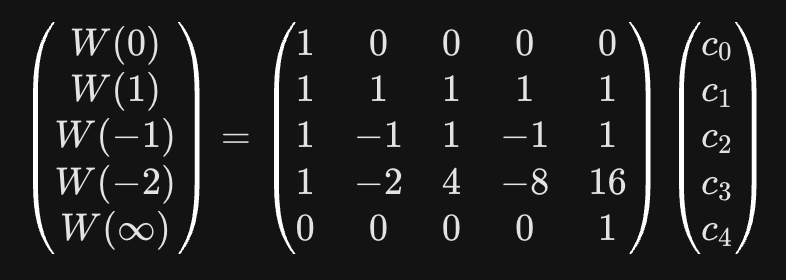 W(0) 1 0 0 0 0 c₀
W(1) 1 1 1 1 1 c₁
W(−1) = 1 −1 1 −1 1 c₂
W(−2) 1 −2 4 −8 16 c₃
W(∞) 0 0 0 0 1 c₄